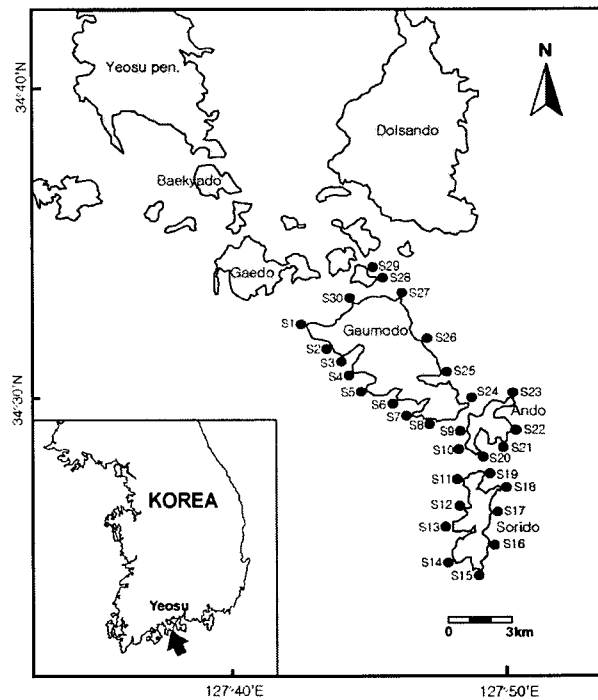 N
Yeosu pen.
34°40'N
Dolsando
Baekyado
Gaedo
S29
S28
S30
S27
S1
Geumodo
S26
S2
S3
S25
S4
S5
S24
S23
34°30'N
S6
S7
Ando
S8
S9
S22
S10
S21
S20
S11
S19
S18
KOREA
S12
S17
S13
Sorido
S16
S14
S15
Yeosu
0 3km
127°40'E
127°50'E